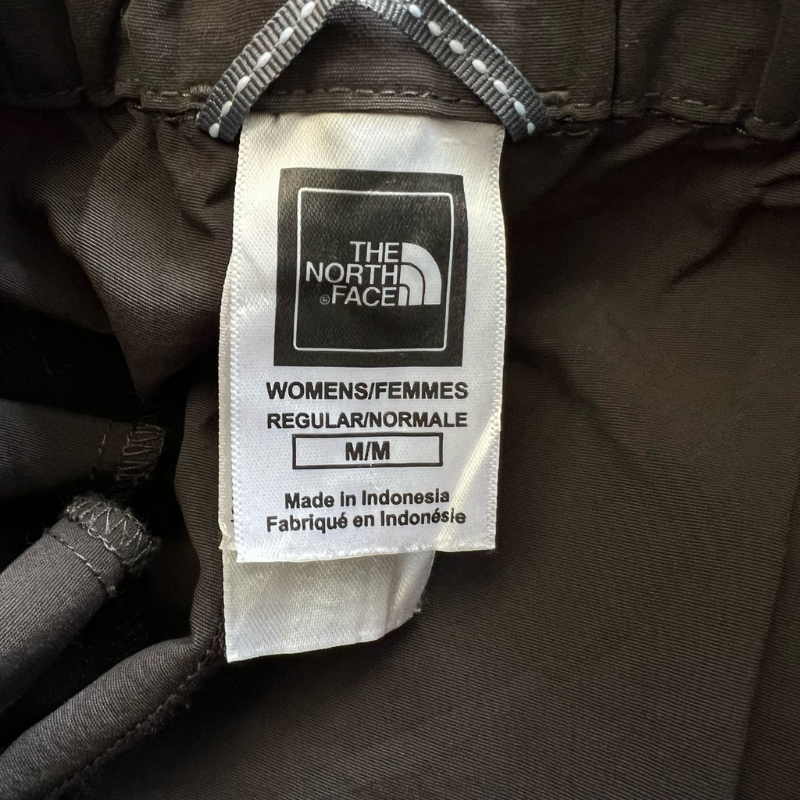 THE
NORTH
®FACE
WOMENS/FEMMES
REGULAR/NORMALE
M/M
Made in Indonesia
Fabriqué en Indonésie